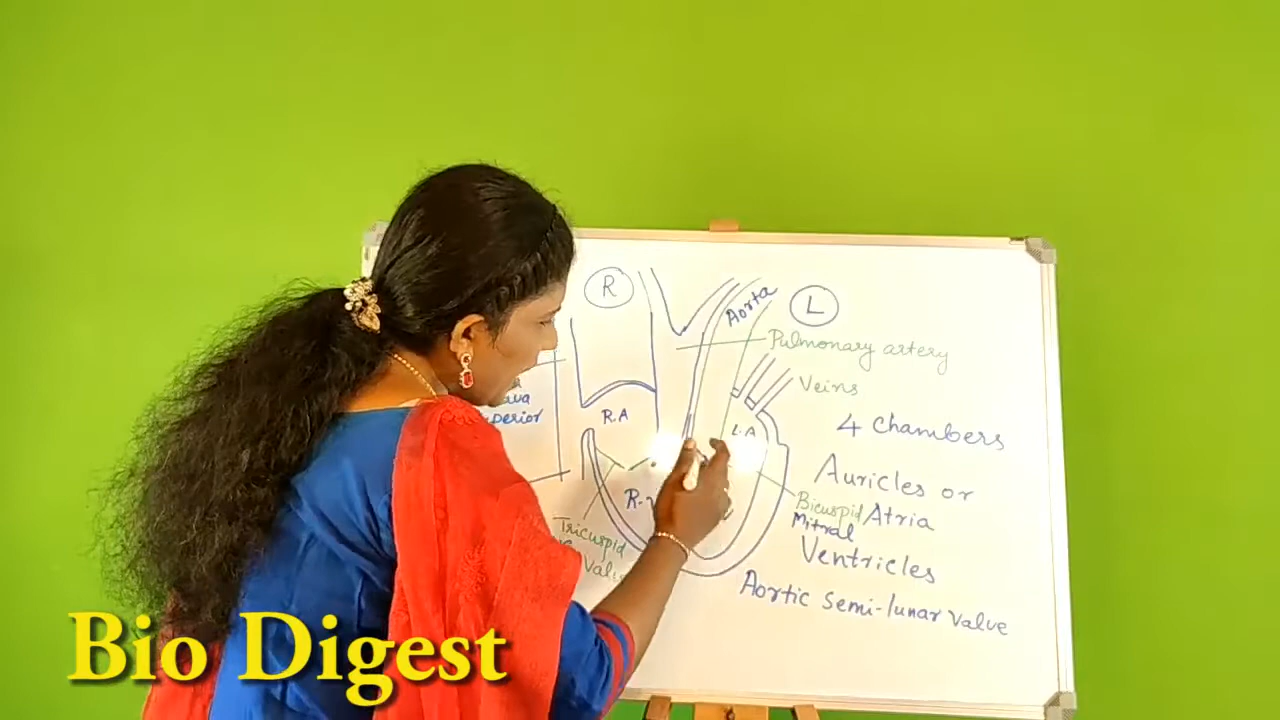 R
L
Aorta
Pulmonary artery
Veins
R.A
L.A
4 Chambers
Auricles or
Atria
Bicuspid
Mitral
Ventricles
Tricuspid
Aortic Semi-lunar Valve
Bio Digest